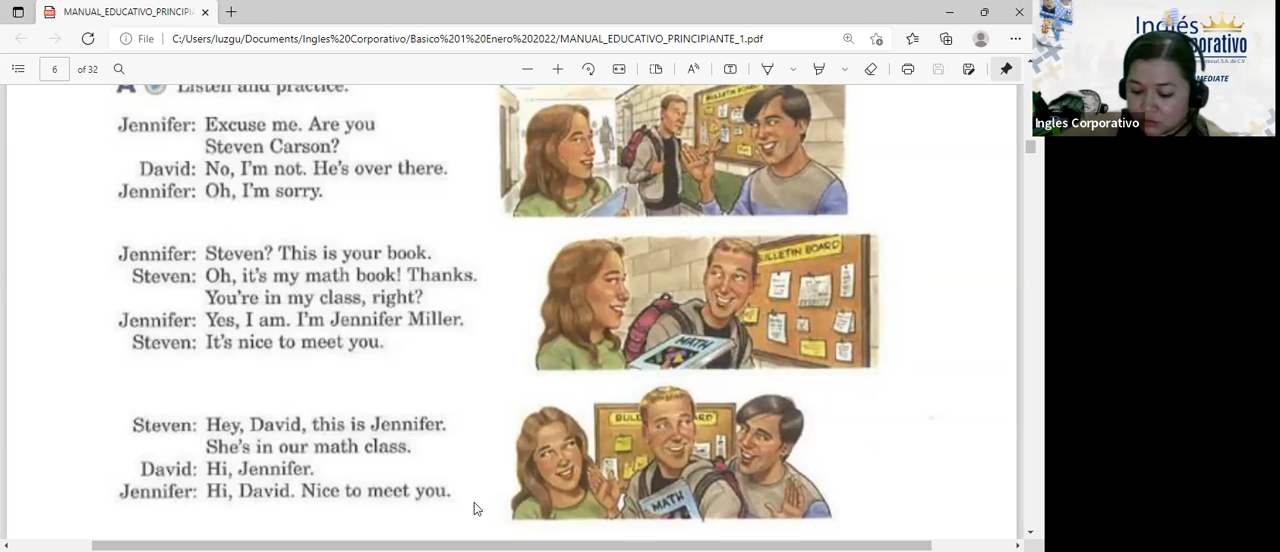 MANUAL_EDUCATIVO_PRINCIPI
File
C:/Users/luzgu/Documents/Ingles%20Corporativo/Basico%201%20Enero%202022/MANUAL_EDUCATIVO_PRINCIPIANTE_1.pdf
6 of 32
Listen and practice.
Jennifer: Excuse me. Are you
Steven Carson?
David: No, I'm not. He's over there.
Jennifer: Oh, I'm sorry.
BULLETIN BOARD
Jennifer: Steven? This is your book.
Steven: Oh, it's my math book! Thanks.
You're in my class, right?
Jennifer: Yes, I am. I'm Jennifer Miller.
Steven: It's nice to meet you.
BULLETIN BOARD
MATH
Steven: Hey, David, this is Jennifer.
She's in our math class.
David: Hi, Jennifer.
Jennifer: Hi, David. Nice to meet you.
MATH
Inglés
Ingles Corporativo